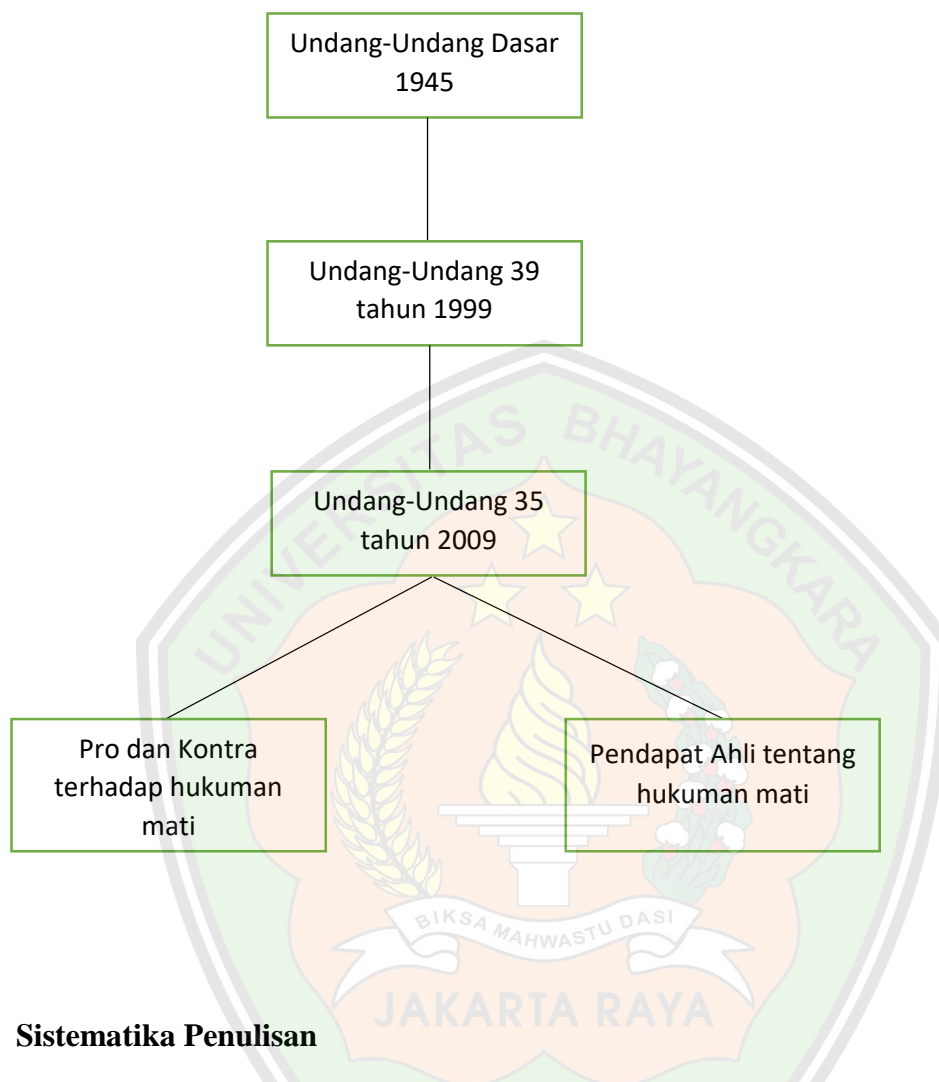 Undang-Undang Dasar
1945
Undang-Undang 39
tahun 1999
UNIVERSITAS BHAYANGKARA
Undang-Undang 35
tahun 2009
Pro dan Kontra
terhadap hukuman
mati
Pendapat Ahli tentang
hukuman mati
BIKSA MAHWASTU DASI
JAKARTA RAYA
Sistematika Penulisan